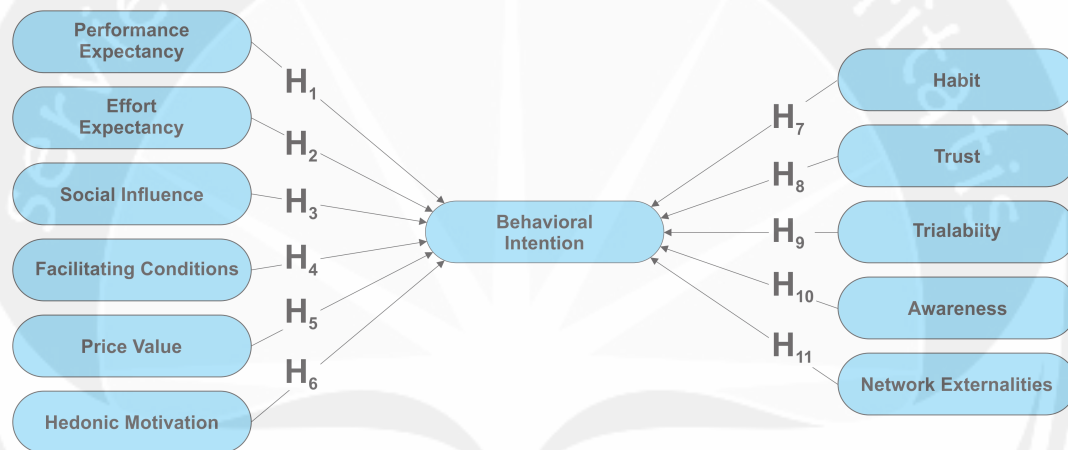 Performance
Expectancy
H1
Effort
Expectancy
H2
Social Influence
H3
Facilitating Conditions
H4
Price Value
H5
Hedonic Motivation
H6
Behavioral
Intention
Habit
H7
Trust
H8
Trialabiity
H9
Awareness
H10
Network Externalities
H11